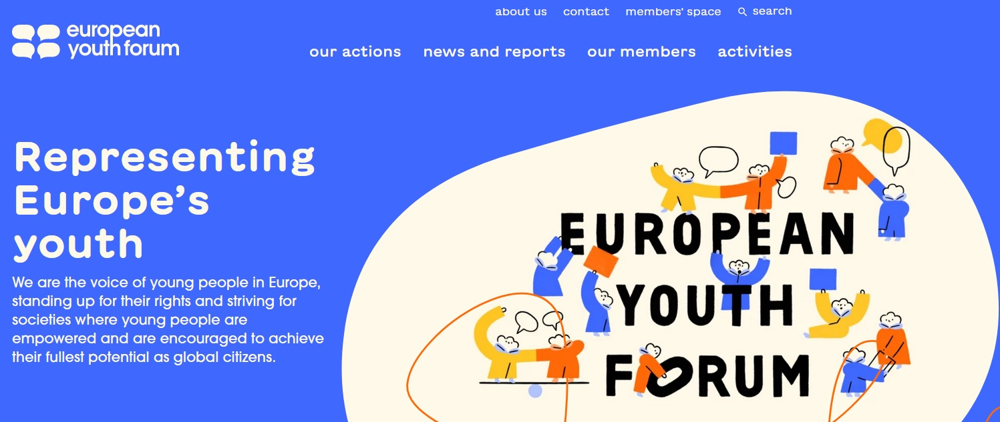 about us contact members' space search
european
youth forum
our actions news and reports our members activities
Representing
Europe's
youth
We are the voice of young people in Europe,
standing up for their rights and striving for
societies where young people are
empowered and are encouraged to achieve
their fullest potential as global citizens.
EUROPEAN
YOUTH
FORUM